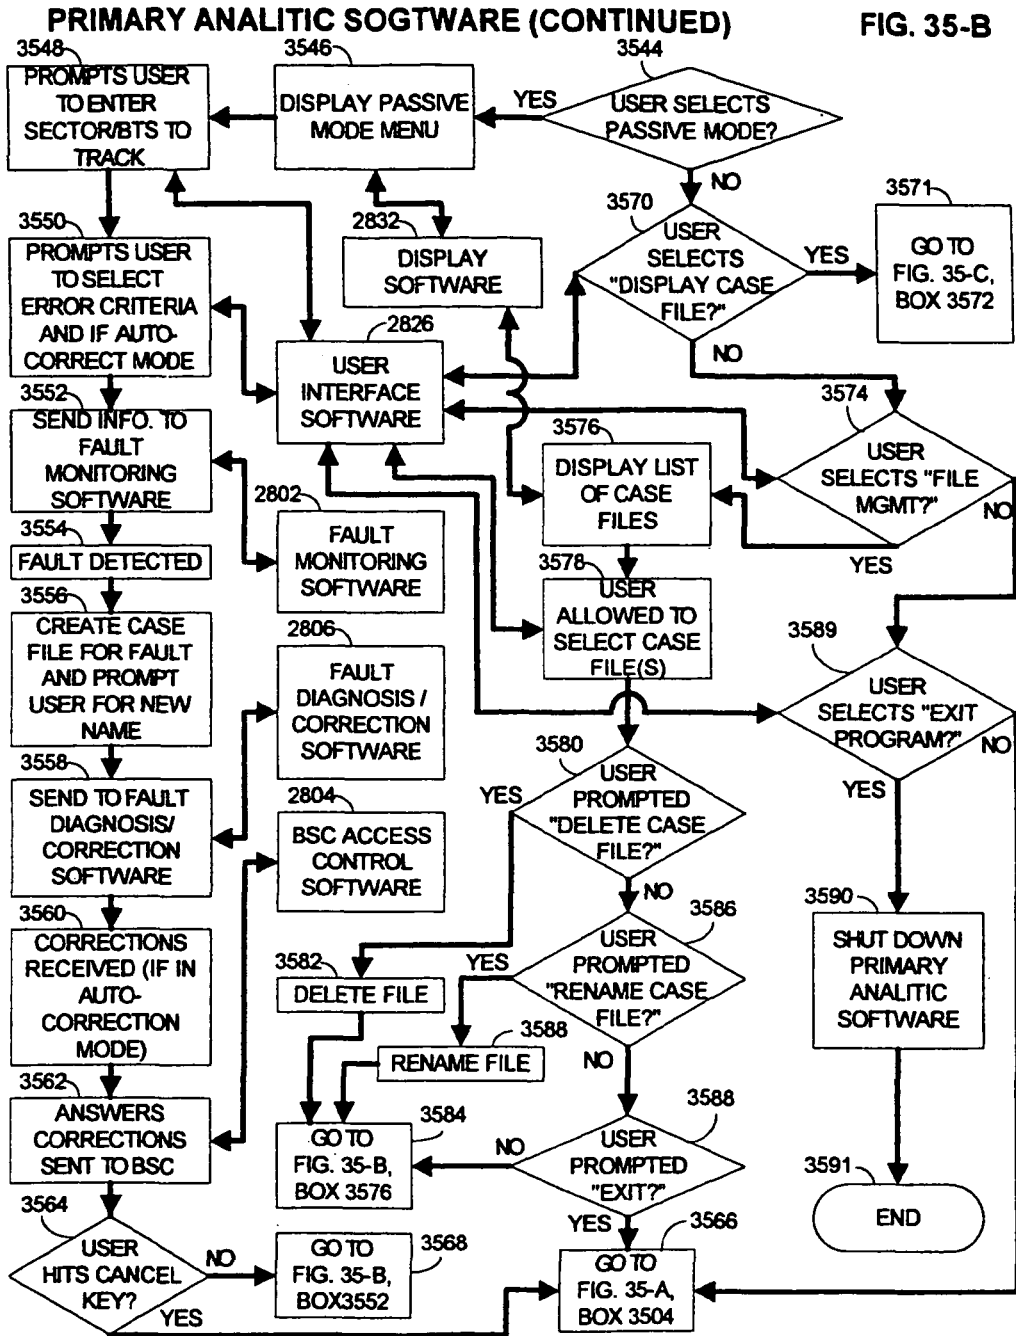 PRIMARY ANALITIC SOGTWARE (CONTINUED)
FIG. 35-B
3548
PROMPTS USER
TO ENTER
SECTOR/BTS TO
TRACK
3546
DISPLAY PASSIVE
MODE MENU
YES
3544
USER SELECTS
PASSIVE MODE?
NO
3550
PROMPTS USER
TO SELECT
ERROR CRITERIA
AND IF AUTO-
CORRECT MODE
2832
DISPLAY
SOFTWARE
3570
USER
SELECTS
"DISPLAY CASE
FILE?"
YES
NO
3571
GO TO
FIG. 35-C,
BOX 3572
2826
USER
INTERFACE
SOFTWARE
3552
SEND INFO. TO
FAULT
MONITORING
SOFTWARE
3574
USER
SELECTS "FILE
MGMT?"
NO
YES
3576
DISPLAY LIST
OF CASE
FILES
2802
FAULT
MONITORING
SOFTWARE
3554
FAULT DETECTED
3578
USER
ALLOWED TO
SELECT CASE
FILE(S)
3556
CREATE CASE
FILE FOR FAULT
AND PROMPT
USER FOR NEW
NAME
2806
FAULT
DIAGNOSIS /
CORRECTION
SOFTWARE
3589
USER
SELECTS "EXIT
PROGRAM?"
NO
YES
3558
SEND TO FAULT
DIAGNOSIS/
CORRECTION
SOFTWARE
2804
BSC ACCESS
CONTROL
SOFTWARE
3580
YES
USER
PROMPTED
"DELETE CASE
FILE?"
NO
3560
CORRECTIONS
RECEIVED (IF IN
AUTO-
CORRECTION
MODE)
3582
DELETE FILE
3586
YES
USER
PROMPTED
"RENAME CASE
FILE?"
NO
3588
RENAME FILE
3590
SHUT DOWN
PRIMARY
ANALITIC
SOFTWARE
3562
ANSWERS
CORRECTIONS
SENT TO BSC
3584
GO TO
FIG. 35-B,
BOX 3576
3588
NO
USER
PROMPTED
"EXIT?"
YES
3591
END
3564
USER
HITS CANCEL
KEY?
NO
YES
3568
GO TO
FIG. 35-B,
BOX3552
3566
GO TO
FIG. 35-A,
BOX 3504